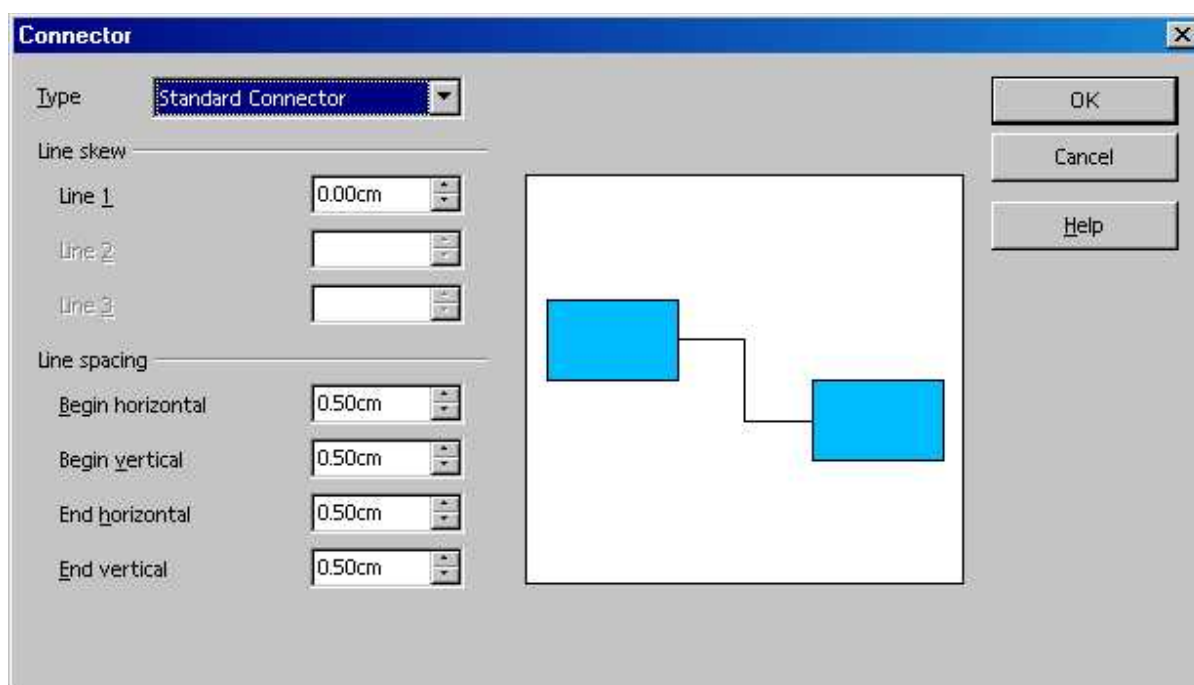 Connector
Type Standard Connector
OK
Cancel
Help
Line skew
Line 1 0.00cm
Line 2
Line 3
Line spacing
Begin horizontal 0.50cm
Begin vertical 0.50cm
End horizontal 0.50cm
End vertical 0.50cm